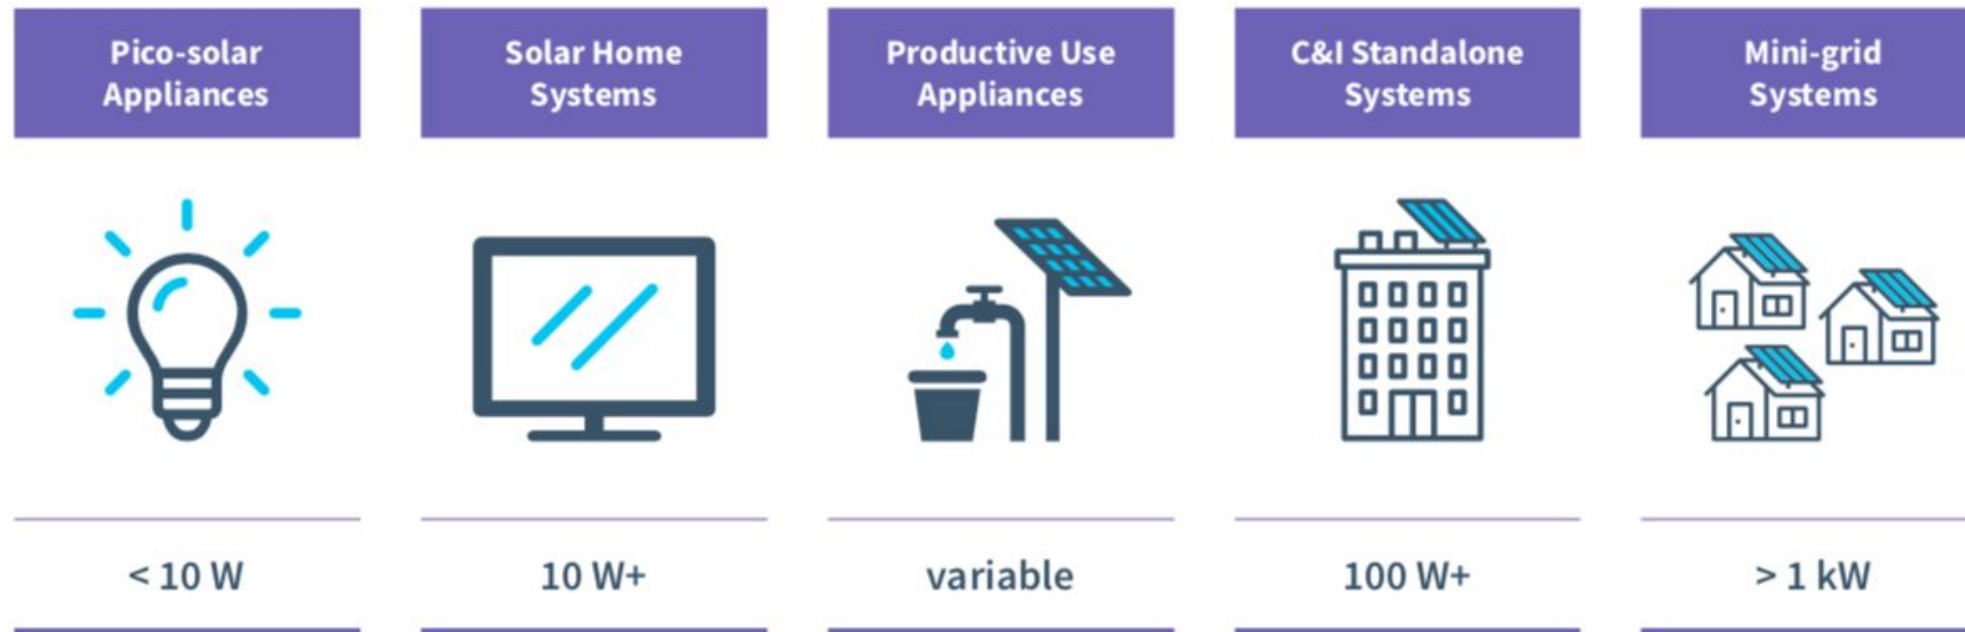 Pico-solar
Appliances
Solar Home
Systems
Productive Use
Appliances
C&I Standalone
Systems
Mini-grid
Systems
< 10 W
10 W+
variable
100 W+
> 1 kW